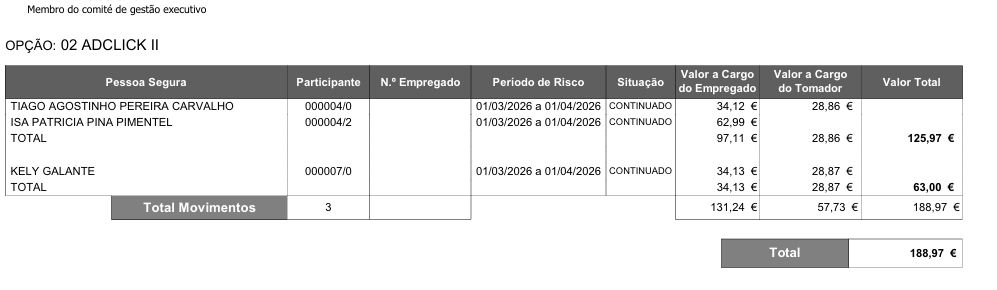 Membro do comité de gestão executivo
OPÇÃO: 02 ADCLICK II
Pessoa Segura Participante N.º Empregado Período de Risco Situação Valor a Cargo do Empregado Valor a Cargo do Tomador Valor Total
TIAGO AGOSTINHO PEREIRA CARVALHO 000004/0 01/03/2026 a 01/04/2026 CONTINUADO 34,12 € 28,86 €
ISA PATRICIA PINA PIMENTEL 000004/2 01/03/2026 a 01/04/2026 CONTINUADO 62,99 €
TOTAL 97,11 € 28,86 € 125,97 €
KELY GALANTE 000007/0 01/03/2026 a 01/04/2026 CONTINUADO 34,13 € 28,87 €
TOTAL 34,13 € 28,87 € 63,00 €
Total Movimentos 3 131,24 € 57,73 € 188,97 €
Total 188,97 €